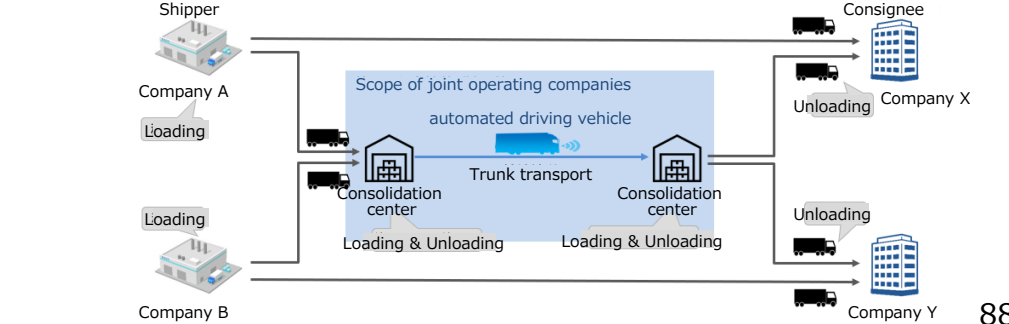 Shipper
Consignee
Scope of joint operating companies
Company A
Unloading
Company X
automated driving vehicle
Loading
Trunk transport
Consolidation
center
Consolidation
center
Loading
Unloading
Loading & Unloading
Loading & Unloading
Company B
Company Y
88